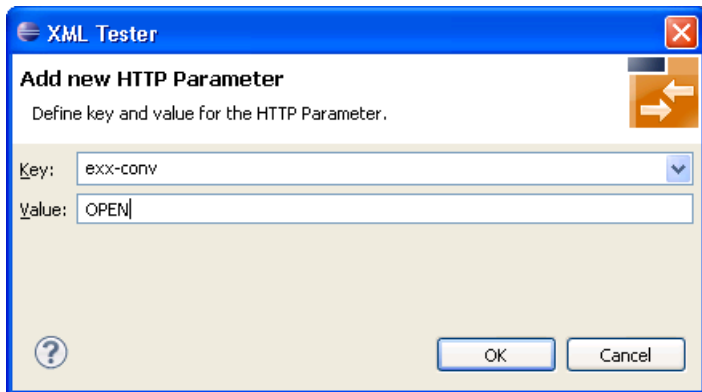 XML Tester
Add new HTTP Parameter
Define key and value for the HTTP Parameter.
Key: exx-conv
Value: OPEN
?
OK Cancel